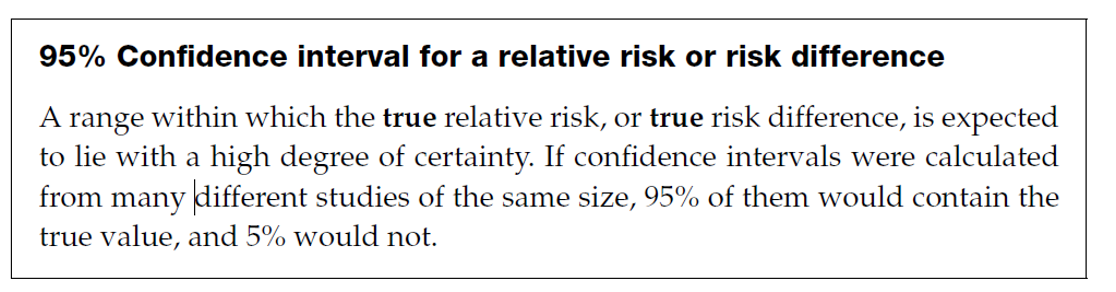 95% Confidence interval for a relative risk or risk difference
A range within which the true relative risk, or true risk difference, is expected
to lie with a high degree of certainty. If confidence intervals were calculated
from many different studies of the same size, 95% of them would contain the
true value, and 5% would not.